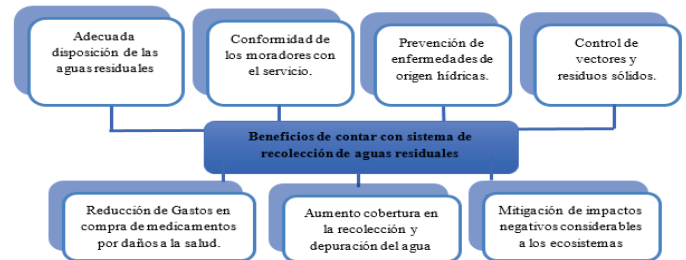 Adecuada
disposición de las
aguas residuales
Conformidad de
los moradores con
el servicio.
Prevención de
enfermedades de
origen hídricas.
Control de
vectores y
residuos sólidos.
Beneficios de contar con sistema de
recolección de aguas residuales
Reducción de Gastos en
compra de medicamentos
por daños a la salud.
Aumento cobertura en
la recolección y
depuración del agua
Mitigación de impactos
negativos considerables
a los ecosistemas